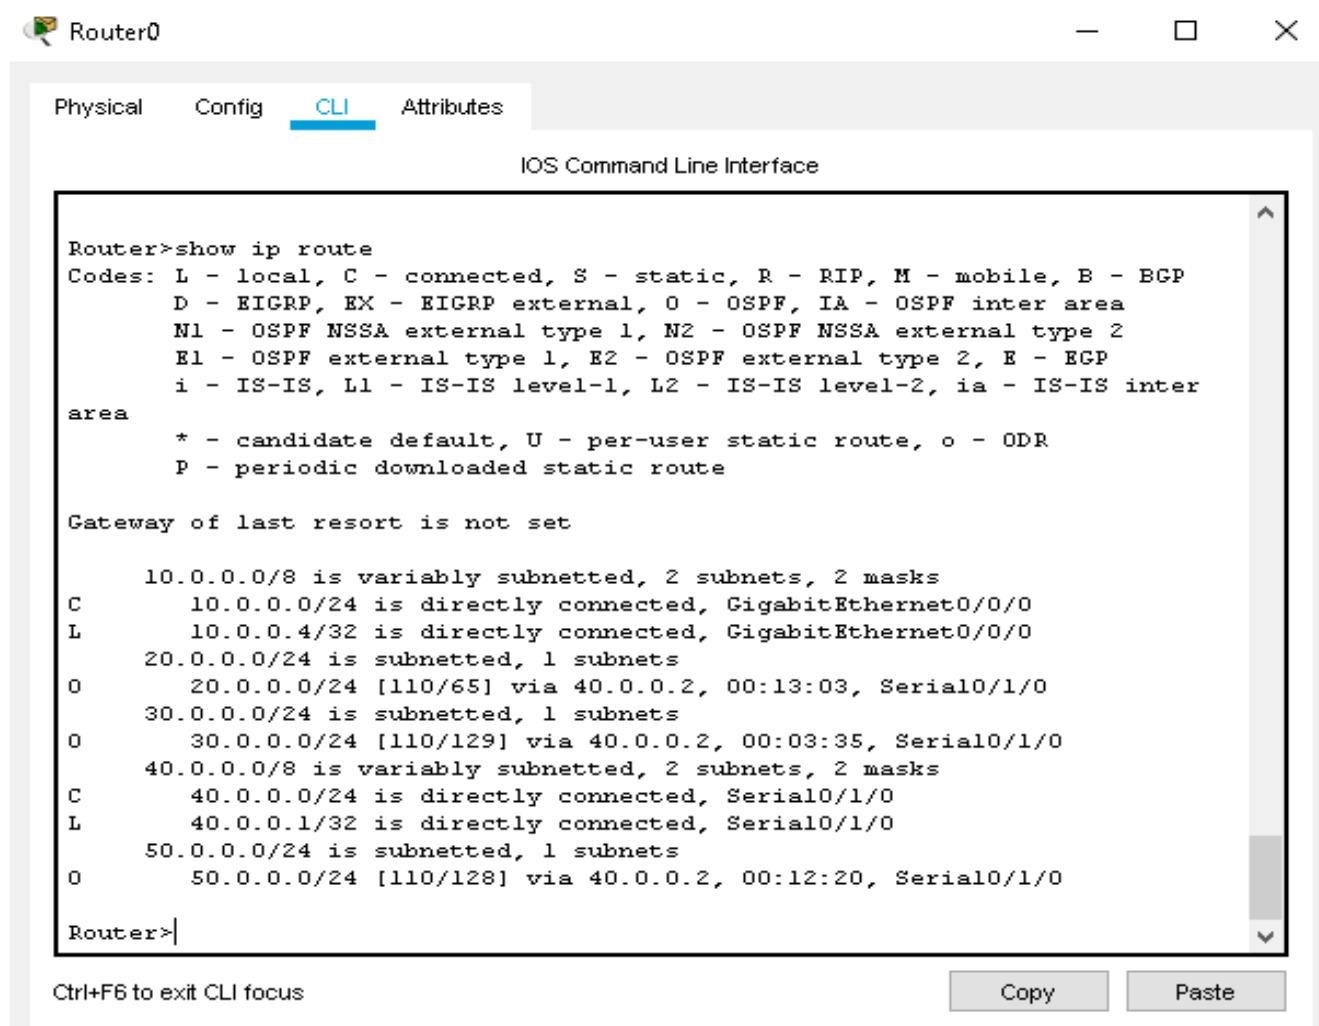 Router0
Physical Config CLI Attributes
IOS Command Line Interface
Router>show ip route
Codes: L - local, C - connected, S - static, R - RIP, M - mobile, B - BGP
D - EIGRP, EX - EIGRP external, O - OSPF, IA - OSPF inter area
N1 - OSPF NSSA external type 1, N2 - OSPF NSSA external type 2
E1 - OSPF external type 1, E2 - OSPF external type 2, E - EGP
i - IS-IS, L1 - IS-IS level-1, L2 - IS-IS level-2, ia - IS-IS inter
area
* - candidate default, U - per-user static route, o - ODR
P - periodic downloaded static route
Gateway of last resort is not set
10.0.0.0/8 is variably subnetted, 2 subnets, 2 masks
C 10.0.0.0/24 is directly connected, GigabitEthernet0/0/0
L 10.0.0.4/32 is directly connected, GigabitEthernet0/0/0
20.0.0.0/24 is subnetted, 1 subnets
O 20.0.0.0/24 [110/65] via 40.0.0.2, 00:13:03, Serial0/1/0
30.0.0.0/24 is subnetted, 1 subnets
O 30.0.0.0/24 [110/129] via 40.0.0.2, 00:03:35, Serial0/1/0
40.0.0.0/8 is variably subnetted, 2 subnets, 2 masks
C 40.0.0.0/24 is directly connected, Serial0/1/0
L 40.0.0.1/32 is directly connected, Serial0/1/0
50.0.0.0/24 is subnetted, 1 subnets
O 50.0.0.0/24 [110/128] via 40.0.0.2, 00:12:20, Serial0/1/0
Router>
Ctrl+F6 to exit CLI focus Copy Paste